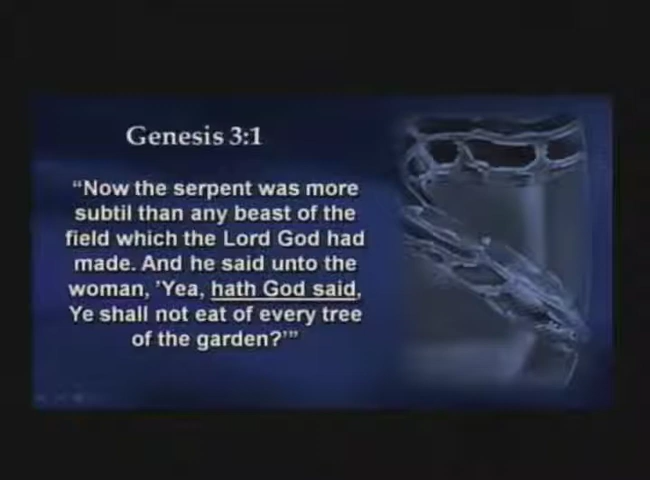 Genesis 3:1
“Now the serpent was more
subtil than any beast of the
field which the Lord God had
made. And he said unto the
woman, ’Yea, hath God said,
Ye shall not eat of every tree
of the garden?’”